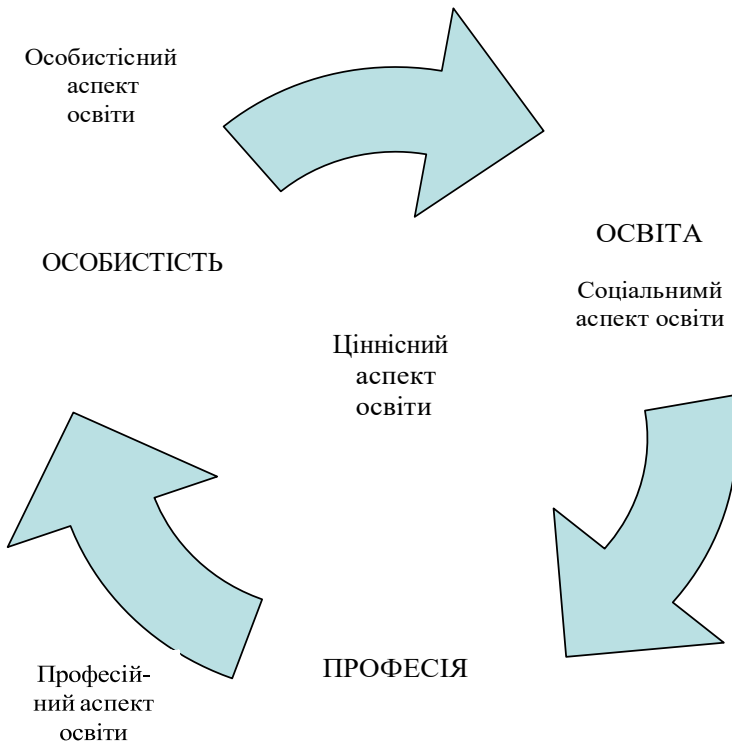 Особистісний
аспект
освіти
ОСВІТА
ОСОБИСТІСТЬ
Соціальнимй
аспект освіти
Ціннісний
аспект
освіти
ПРОФЕСІЯ
Професій-
ний аспект
освіти